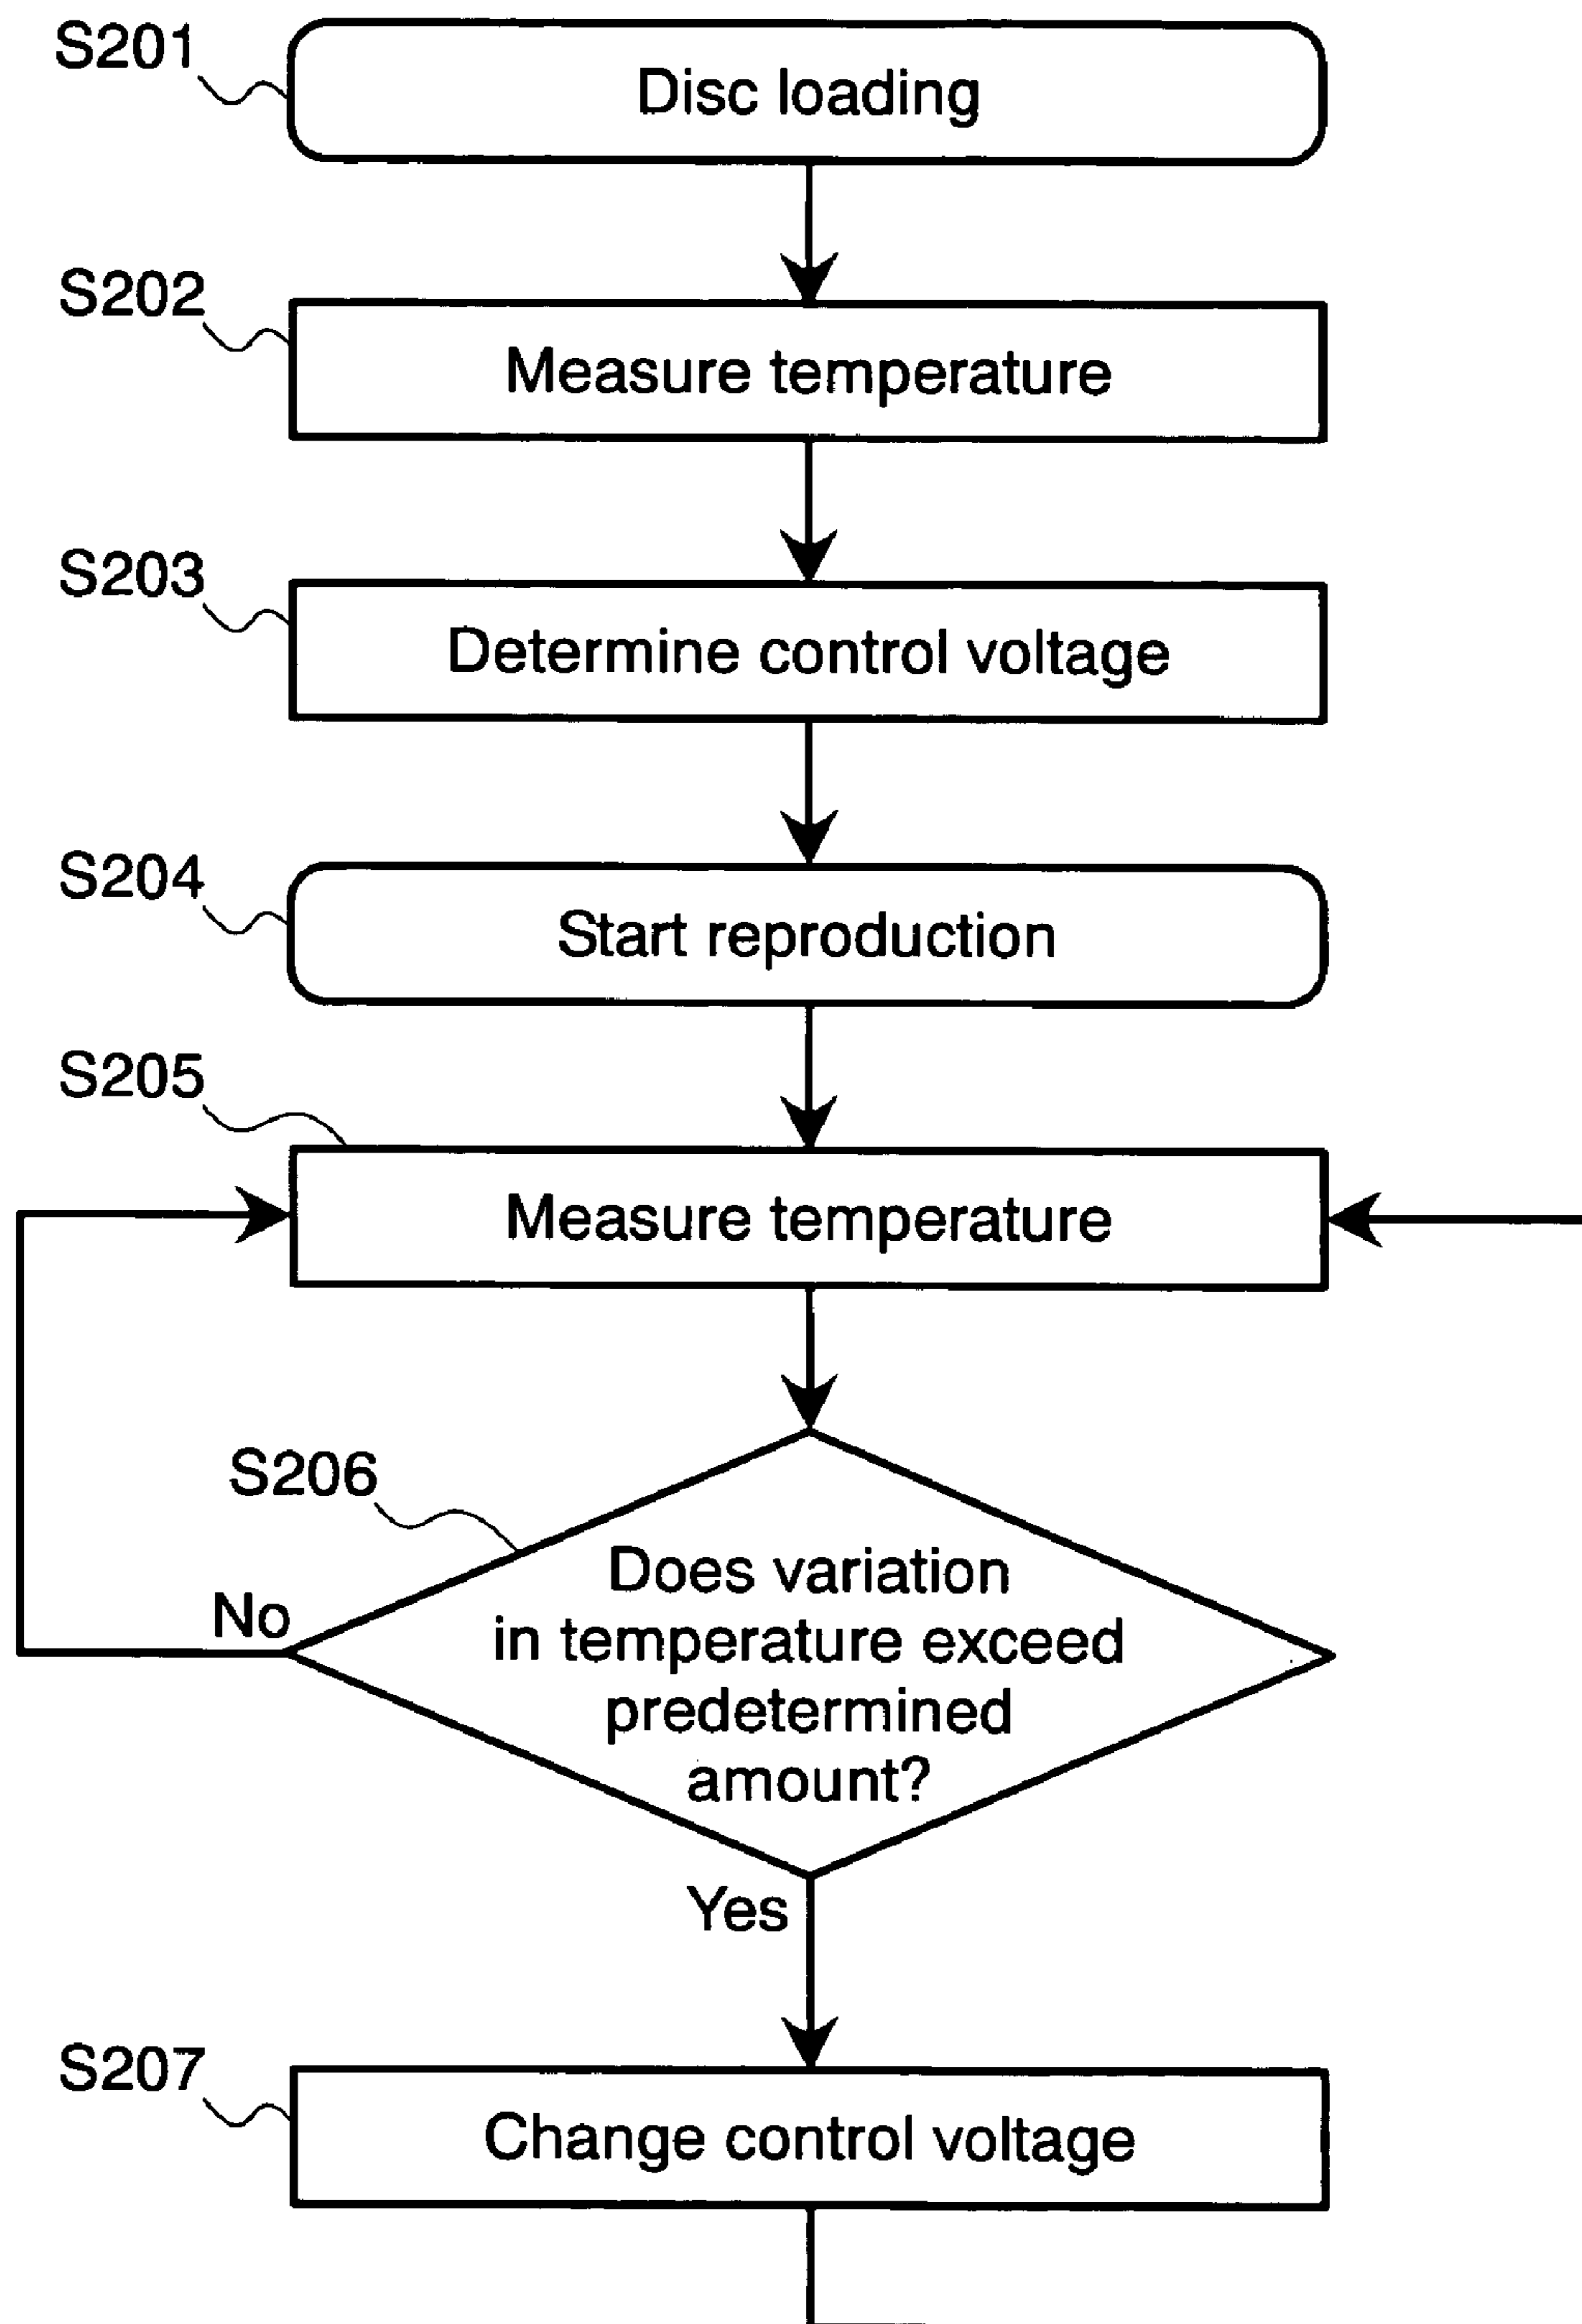 S201
Disc loading
S202
Measure temperature
S203
Determine control voltage
S204
Start reproduction
S205
Measure temperature
S206
Does variation
in temperature exceed
predetermined
amount?
No
Yes
S207
Change control voltage